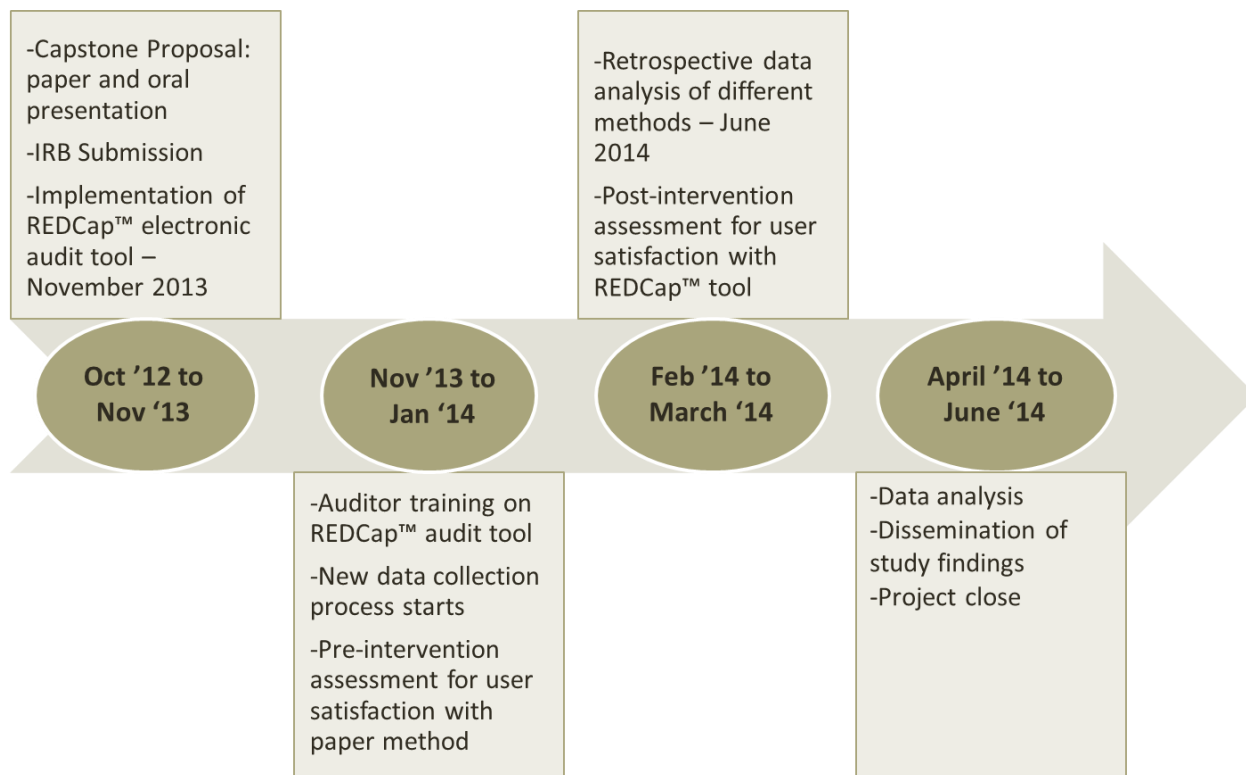 -Capstone Proposal:
paper and oral
presentation
-IRB Submission
-Implementation of
REDCap™ electronic
audit tool –
November 2013
-Retrospective data
analysis of different
methods – June
2014
-Post-intervention
assessment for user
satisfaction with
REDCap™ tool
Oct ’12 to
Nov ‘13
Nov ’13 to
Jan ‘14
Feb ’14 to
March ‘14
April ’14 to
June ‘14
-Auditor training on
REDCap™ audit tool
-New data collection
process starts
-Pre-intervention
assessment for user
satisfaction with
paper method
-Data analysis
-Dissemination of
study findings
-Project close